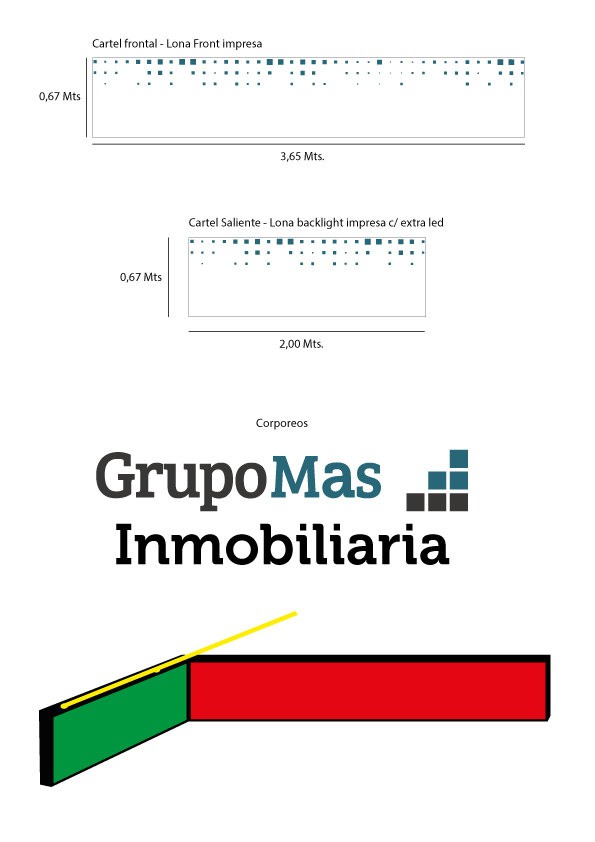 Cartel frontal - Lona Front impresa
0,67 Mts
3,65 Mts.
Cartel Saliente - Lona backlight impresa c/ extra led
0,67 Mts
2,00 Mts.
Corporeos
GrupoMas
Inmobiliaria